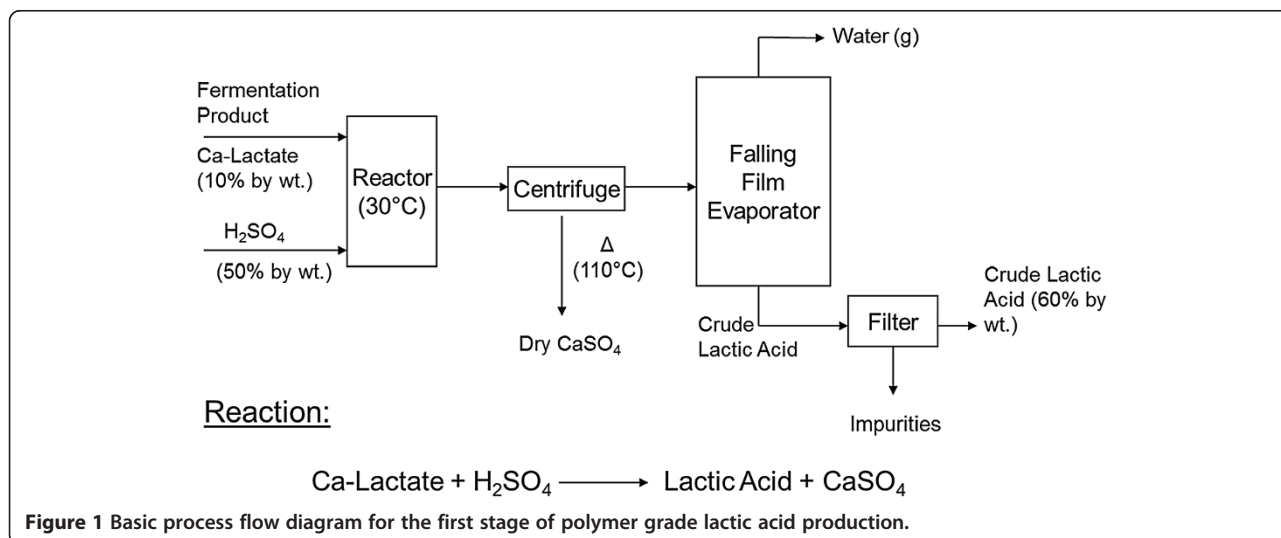 Water (g)
Fermentation
Product
Ca-Lactate
(10% by wt.)
H₂SO₄
(50% by wt.)
Reactor
(30°C)
Centrifuge
Δ
(110°C)
Dry CaSO₄
Falling
Film
Evaporator
Crude
Lactic Acid
Filter
Crude Lactic
Acid (60% by
wt.)
Impurities
Reaction:
Ca-Lactate + H₂SO₄ → Lactic Acid + CaSO₄
Figure 1 Basic process flow diagram for the first stage of polymer grade lactic acid production.